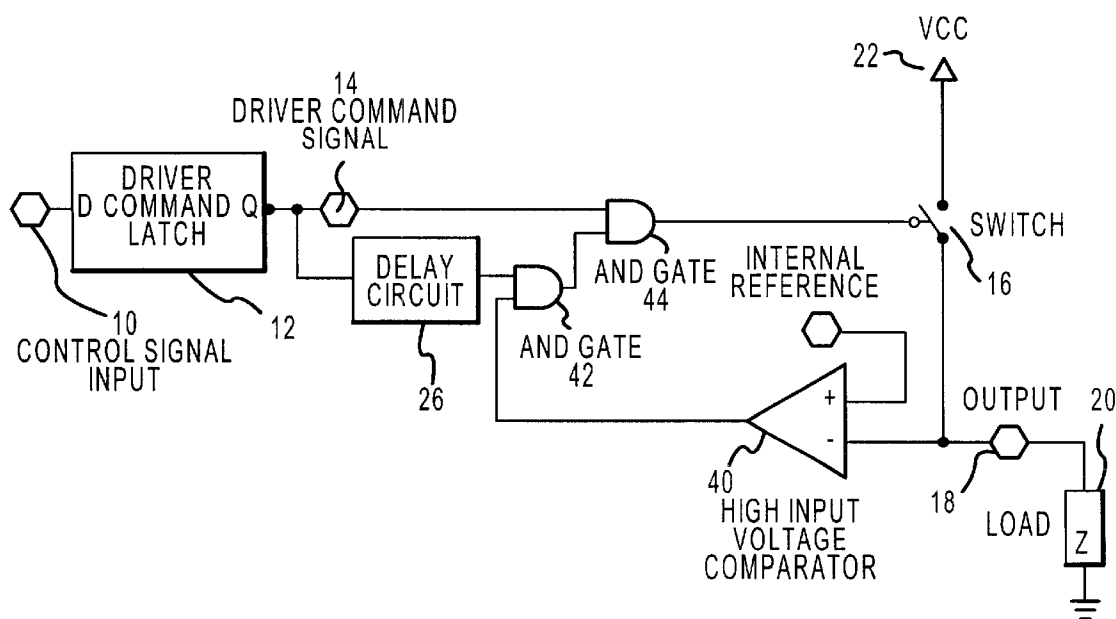 VCC
22
14
DRIVER COMMAND
SIGNAL
DRIVER
D COMMAND Q
LATCH
SWITCH
16
DELAY
CIRCUIT
AND GATE
44
INTERNAL
REFERENCE
10
CONTROL SIGNAL
INPUT
12
26
AND GATE
42
+
-
40
HIGH INPUT
VOLTAGE
COMPARATOR
OUTPUT
18
20
LOAD
Z